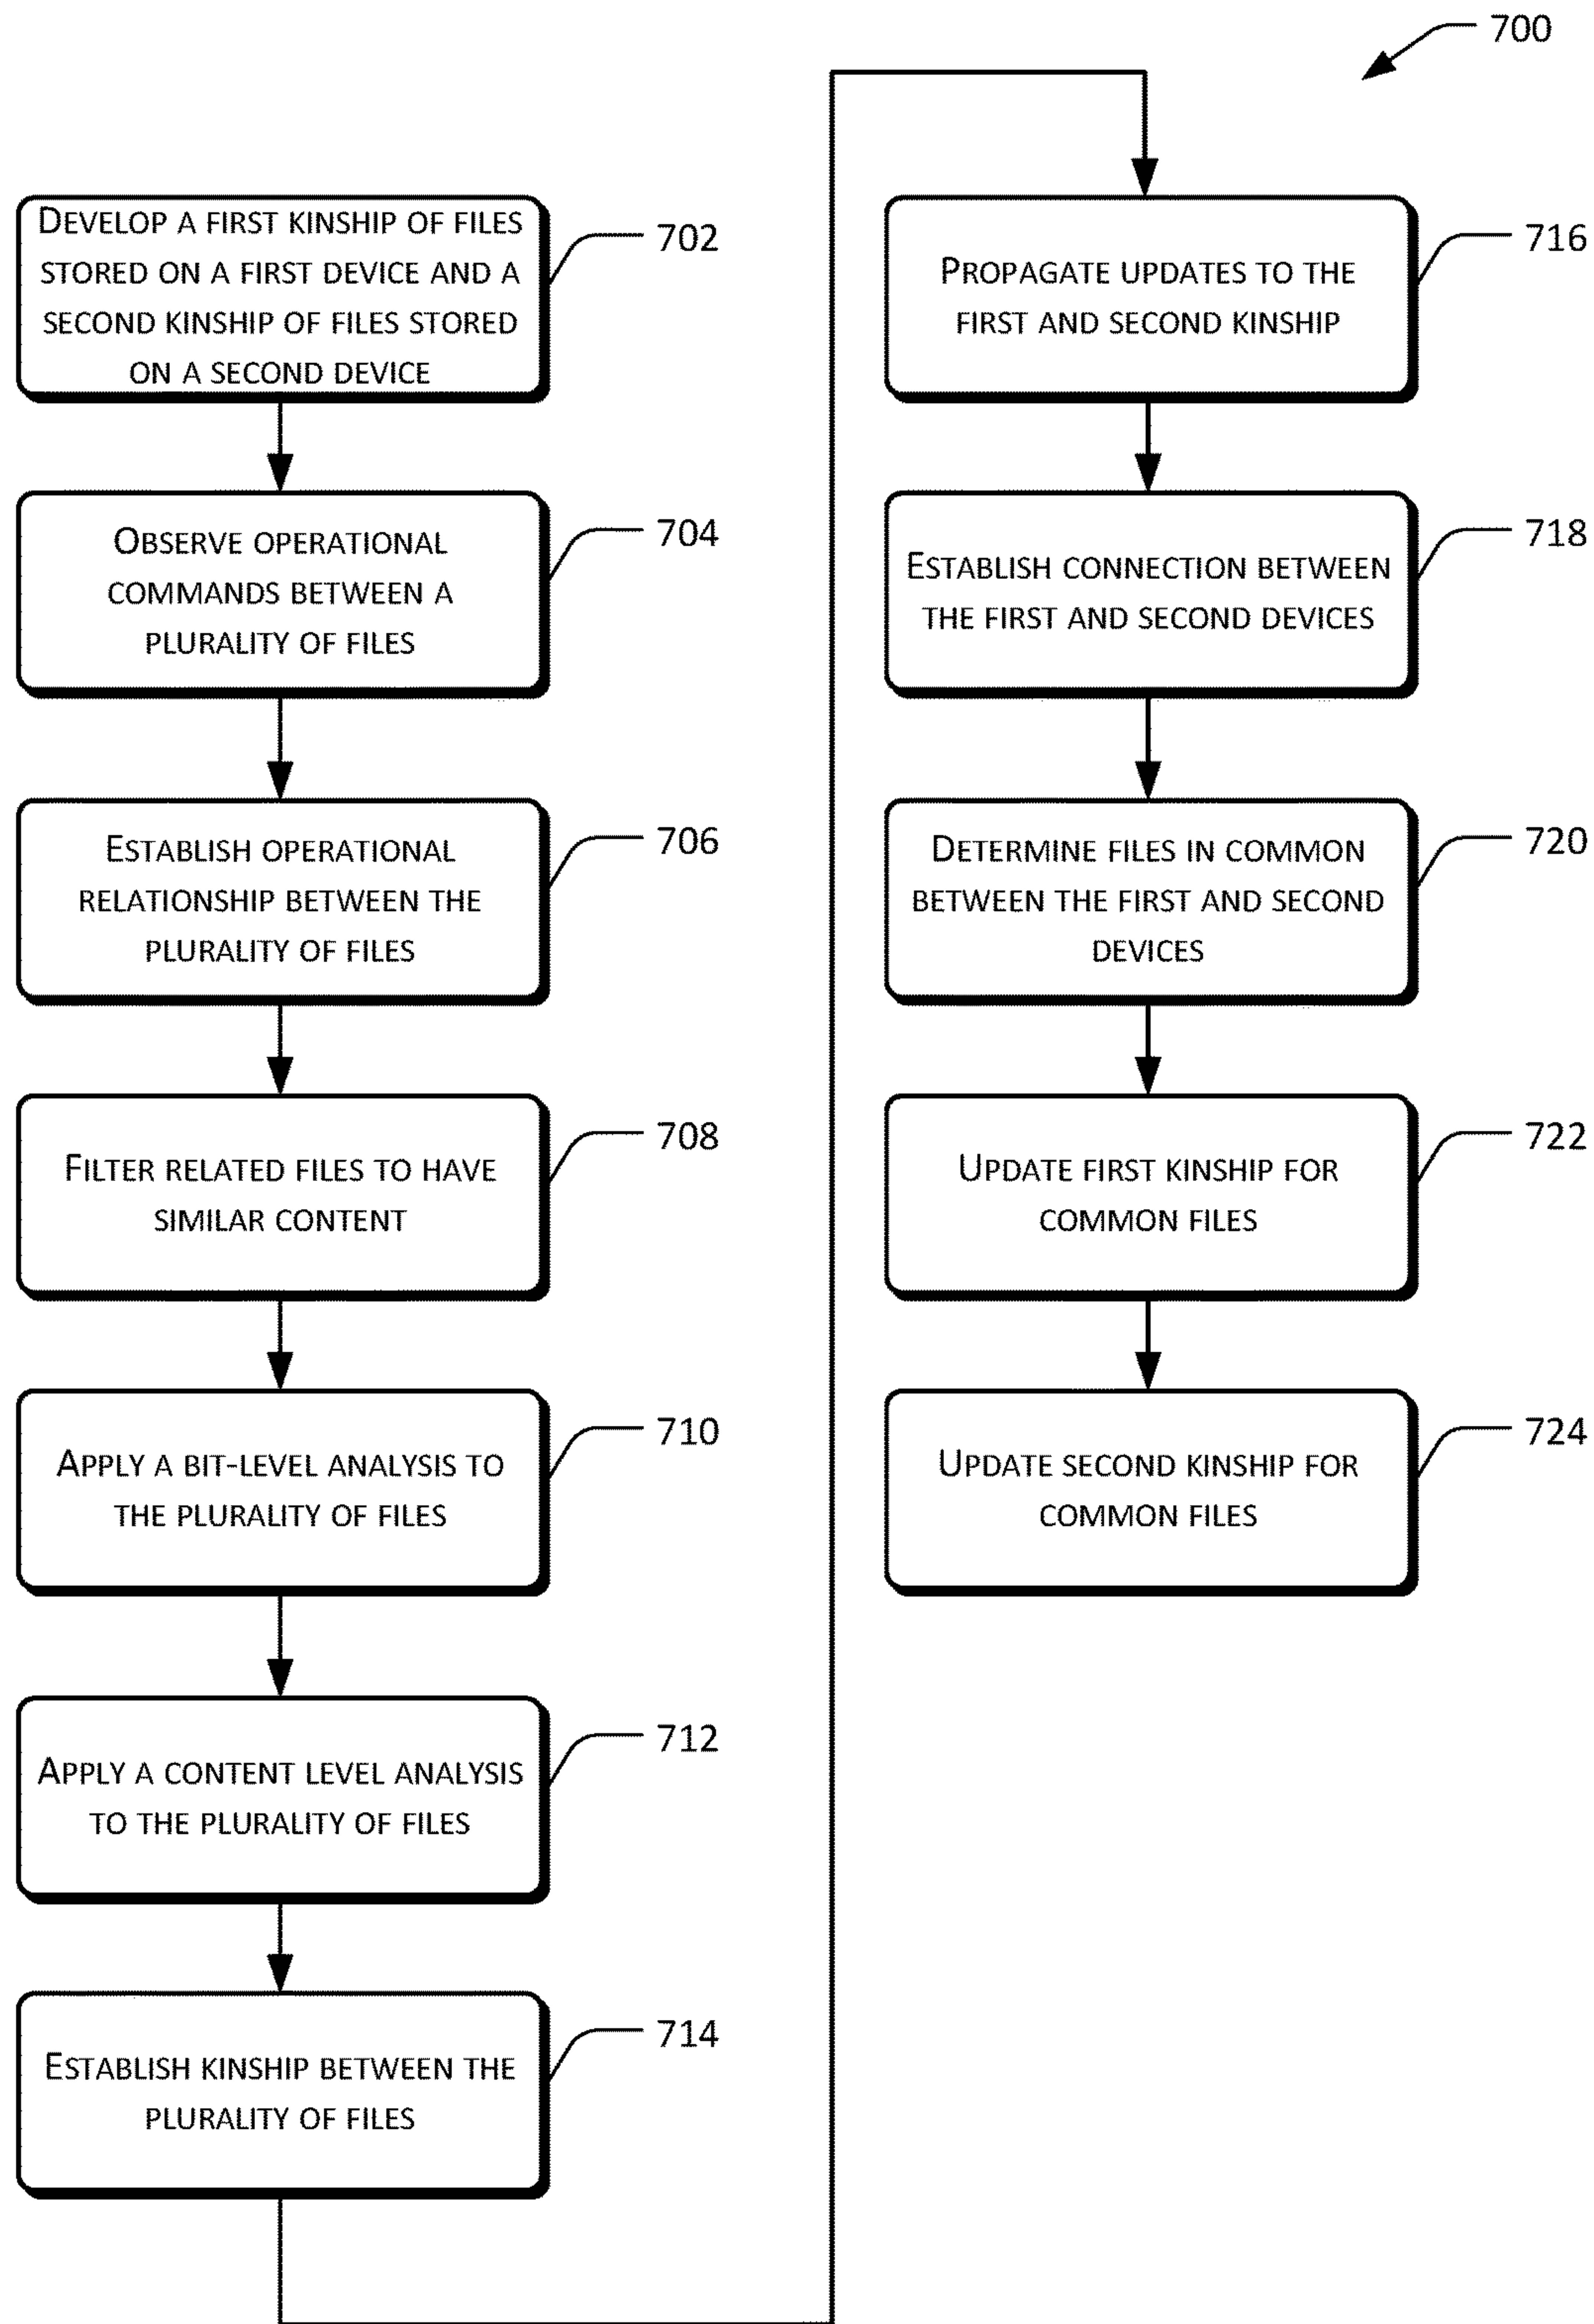 700
DEVELOP A FIRST KINSHIP OF FILES
STORED ON A FIRST DEVICE AND A
SECOND KINSHIP OF FILES STORED
ON A SECOND DEVICE
702
OBSERVE OPERATIONAL
COMMANDS BETWEEN A
PLURALITY OF FILES
704
ESTABLISH OPERATIONAL
RELATIONSHIP BETWEEN THE
PLURALITY OF FILES
706
FILTER RELATED FILES TO HAVE
SIMILAR CONTENT
708
APPLY A BIT-LEVEL ANALYSIS TO
THE PLURALITY OF FILES
710
APPLY A CONTENT LEVEL ANALYSIS
TO THE PLURALITY OF FILES
712
ESTABLISH KINSHIP BETWEEN THE
PLURALITY OF FILES
714
PROPAGATE UPDATES TO THE
FIRST AND SECOND KINSHIP
716
ESTABLISH CONNECTION BETWEEN
THE FIRST AND SECOND DEVICES
718
DETERMINE FILES IN COMMON
BETWEEN THE FIRST AND SECOND
DEVICES
720
UPDATE FIRST KINSHIP FOR
COMMON FILES
722
UPDATE SECOND KINSHIP FOR
COMMON FILES
724